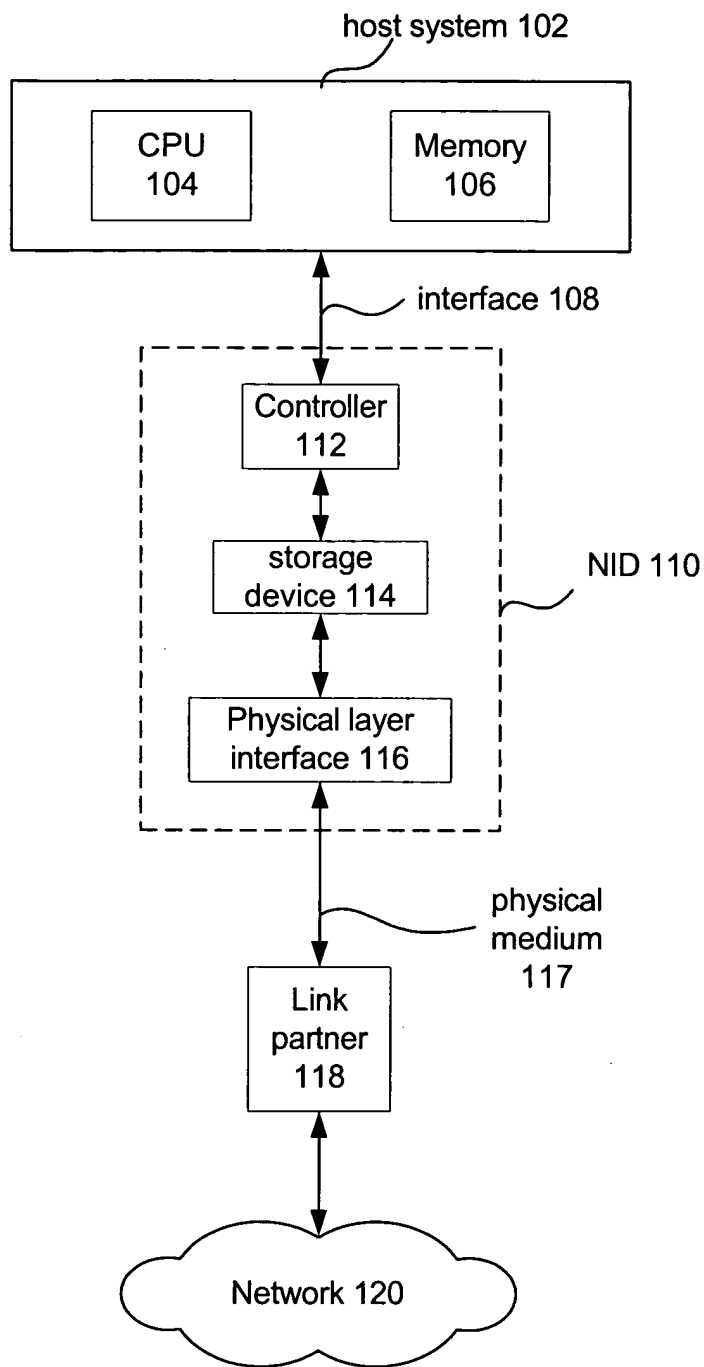 host system 102
CPU
104
Memory
106
interface 108
Controller
112
storage
device 114
NID 110
Physical layer
interface 116
physical
medium
117
Link
partner
118
Network 120